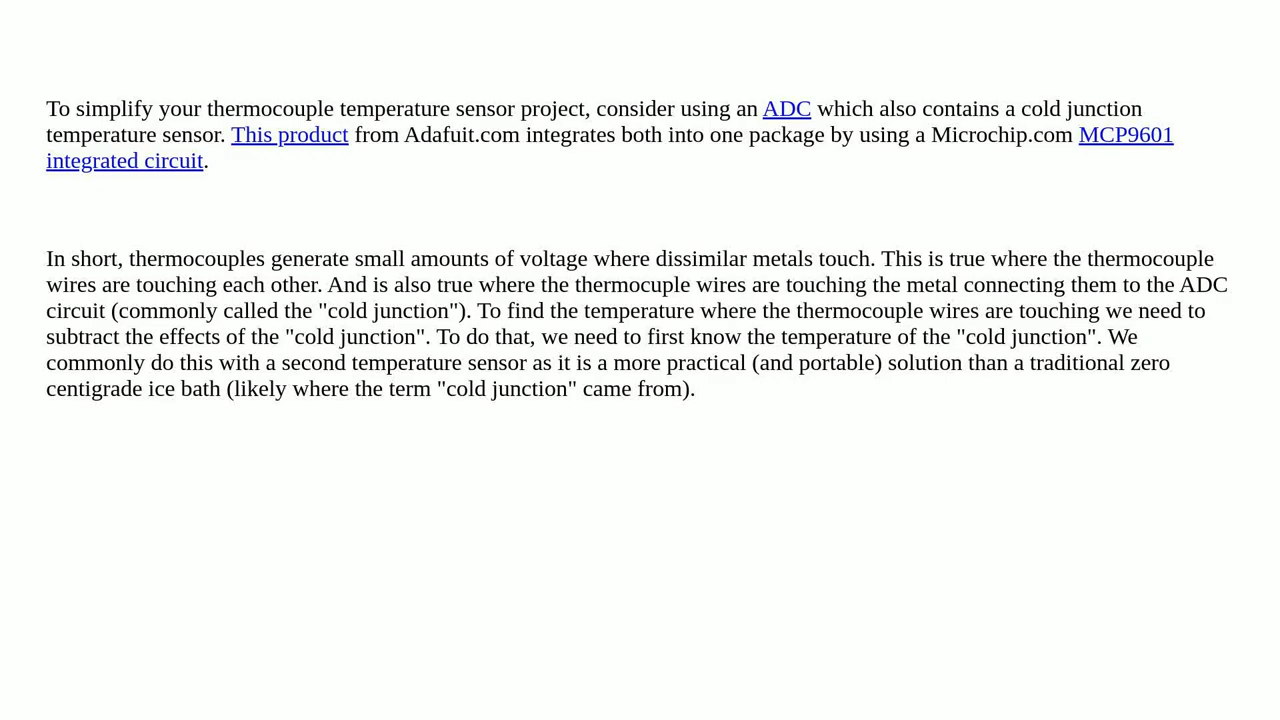 To simplify your thermocouple temperature sensor project, consider using an ADC which also contains a cold junction
temperature sensor. This product from Adafuit.com integrates both into one package by using a Microchip.com MCP9601
integrated circuit.
In short, thermocouples generate small amounts of voltage where dissimilar metals touch. This is true where the thermocouple
wires are touching each other. And is also true where the thermocuple wires are touching the metal connecting them to the ADC
circuit (commonly called the "cold junction"). To find the temperature where the thermocouple wires are touching we need to
subtract the effects of the "cold junction". To do that, we need to first know the temperature of the "cold junction". We
commonly do this with a second temperature sensor as it is a more practical (and portable) solution than a traditional zero
centigrade ice bath (likely where the term "cold junction" came from).